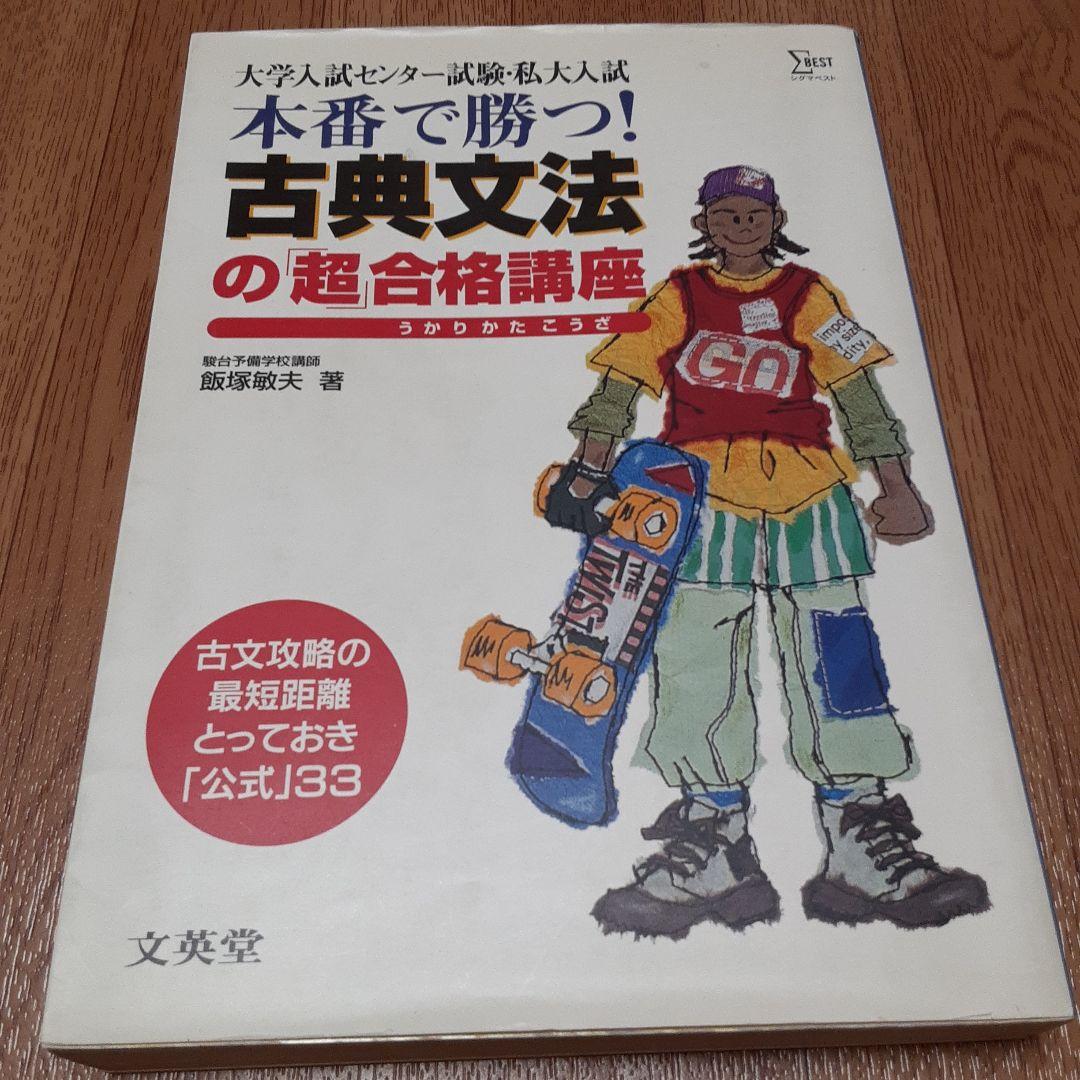 ΣBEST
シグマベスト
大学入試センター試験・私大入試
本番で勝つ!
古典文法
の「超」合格講座
うかりかたこうざ
駿台予備学校講師
飯塚敏夫 著
GO
impo
my size
dity,
THE
TWIST
古文攻略の
最短距離
とっておき
「公式」33
文英堂